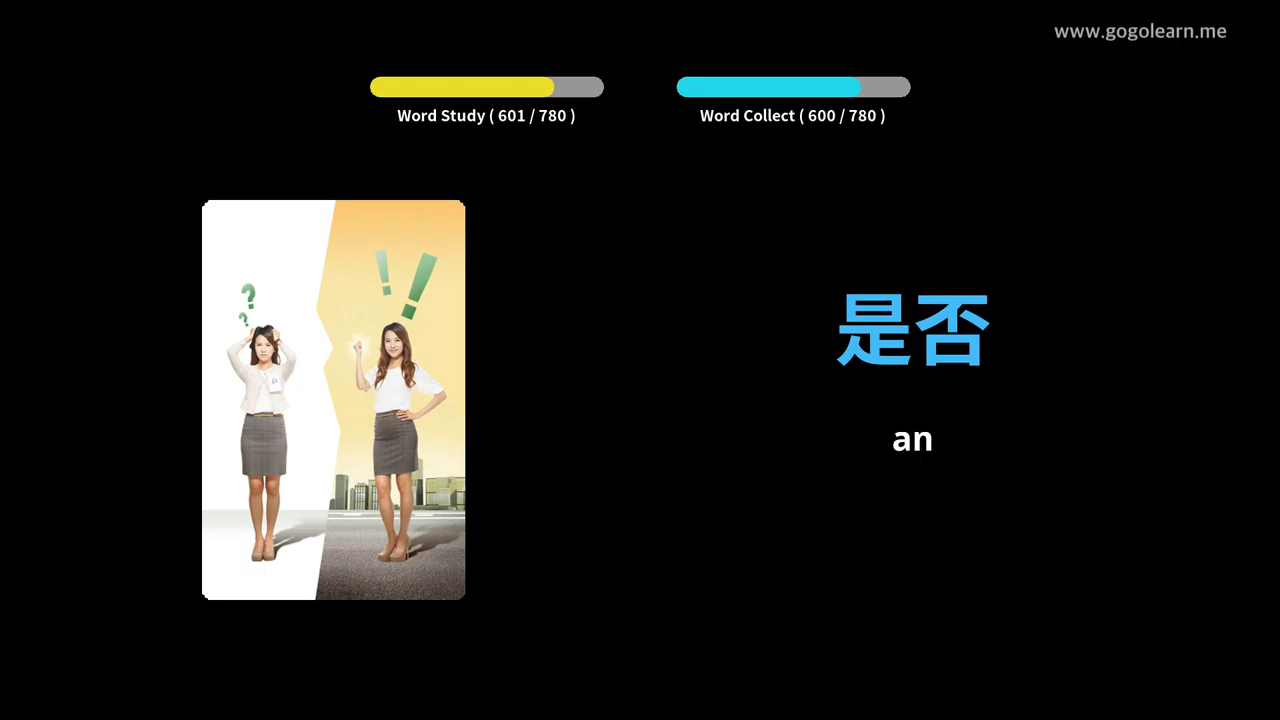 www.gogolearn.me
Word Study ( 601 / 780 )
Word Collect ( 600 / 780 )
? ?
! !
是否
an